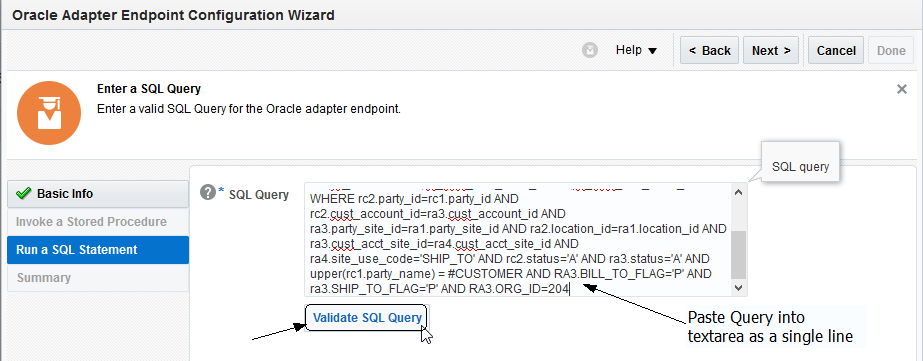 Oracle Adapter Endpoint Configuration Wizard
Help
< Back
Next >
Cancel
Done
Enter a SQL Query
Enter a valid SQL Query for the Oracle adapter endpoint.
SQL query
Basic Info
Invoke a Stored Procedure
Run a SQL Statement
Summary
* SQL Query
WHERE rc2.party_id=rc1.party_id AND
rc2.cust_account_id=ra3.cust_account_id AND
ra3.party_site_id=ra1.party_site_id AND ra2.location_id=ra1.location_id AND
ra3.cust_acct_site_id=ra4.cust_acct_site_id AND
ra4.site_use_code='SHIP_TO' AND rc2.status='A' AND ra3.status='A' AND
upper(rc1.party_name) = #CUSTOMER AND RA3.BILL_TO_FLAG='P' AND
ra3.SHIP_TO_FLAG='P' AND RA3.ORG_ID=204
Validate SQL Query
Paste Query into
textarea as a single line